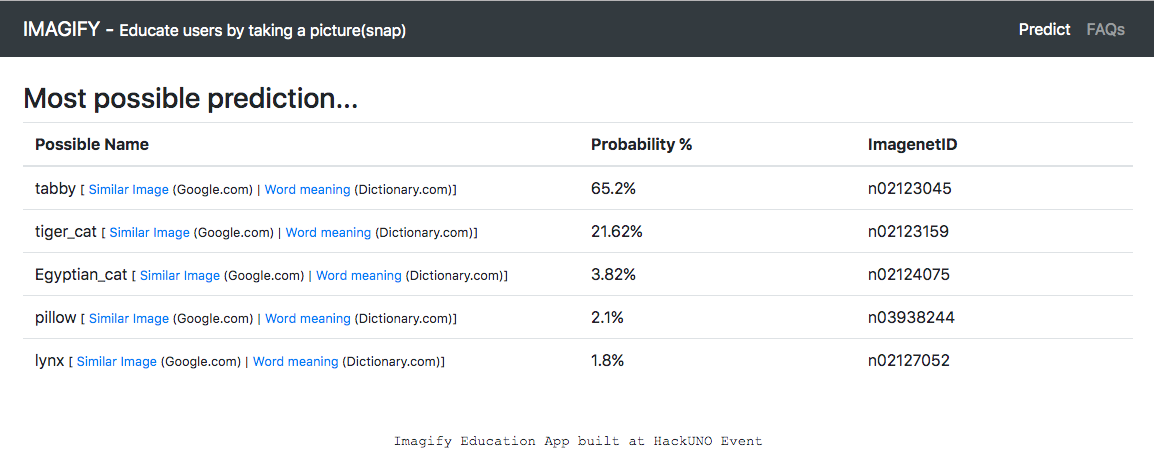 IMAGIFY - Educate users by taking a picture(snap) Predict FAQs
Most possible prediction...
Possible Name Probability % ImagenetID
tabby [ Similar Image (Google.com) | Word meaning (Dictionary.com)] 65.2% n02123045
tiger_cat [ Similar Image (Google.com) | Word meaning (Dictionary.com)] 21.62% n02123159
Egyptian_cat [ Similar Image (Google.com) | Word meaning (Dictionary.com)] 3.82% n02124075
pillow [ Similar Image (Google.com) | Word meaning (Dictionary.com)] 2.1% n03938244
lynx [ Similar Image (Google.com) | Word meaning (Dictionary.com)] 1.8% n02127052
Imagify Education App built at HackUNO Event